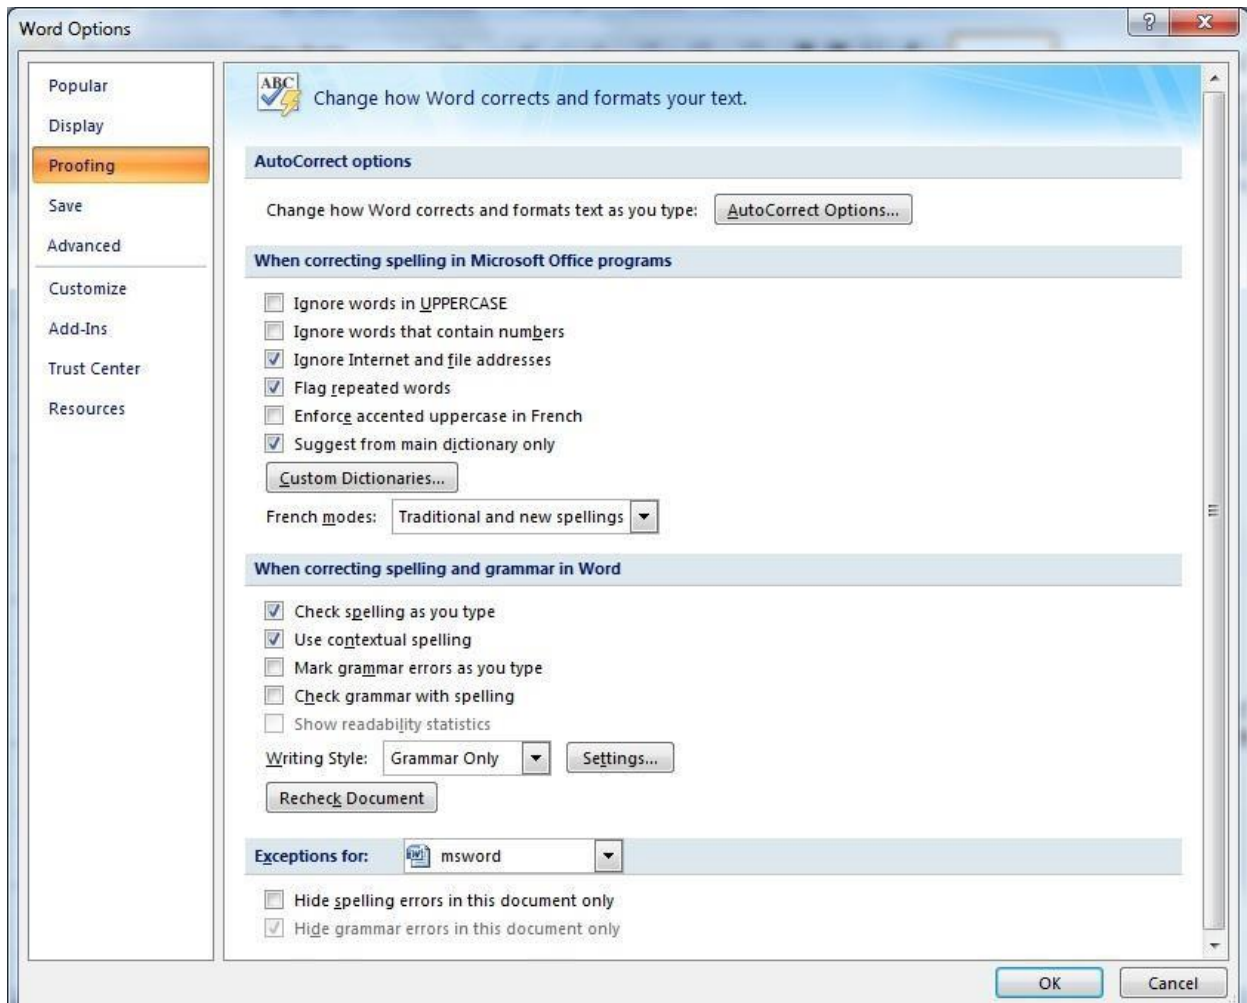 Word Options
Popular
Display
Proofing
Save
Advanced
Customize
Add-Ins
Trust Center
Resources
ABC
Change how Word corrects and formats your text.
AutoCorrect options
Change how Word corrects and formats text as you type: AutoCorrect Options...
When correcting spelling in Microsoft Office programs
Ignore words in UPPERCASE
Ignore words that contain numbers
Ignore Internet and file addresses
Flag repeated words
Enforce accented uppercase in French
Suggest from main dictionary only
Custom Dictionaries...
French modes: Traditional and new spellings
When correcting spelling and grammar in Word
Check spelling as you type
Use contextual spelling
Mark grammar errors as you type
Check grammar with spelling
Show readability statistics
Writing Style: Grammar Only Settings...
Recheck Document
Exceptions for: msword
Hide spelling errors in this document only
Hide grammar errors in this document only
OK Cancel